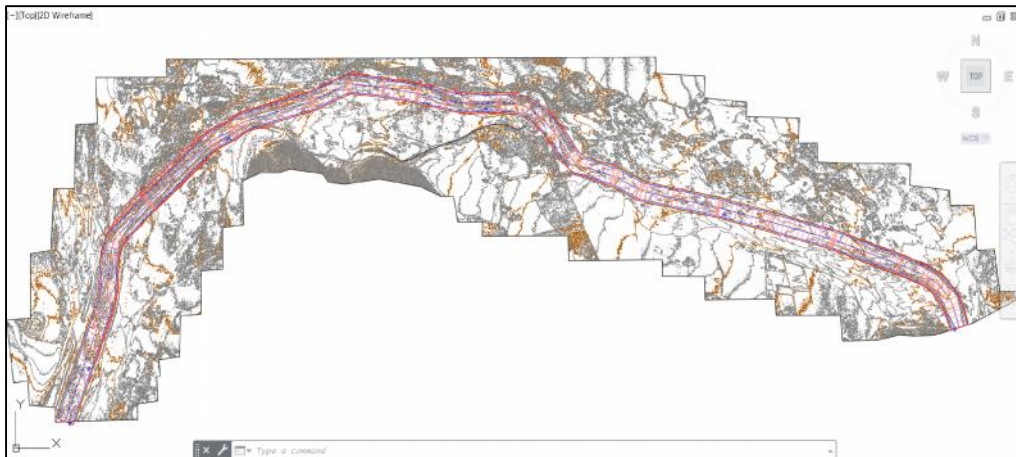 [−][Top][2D Wireframe]
N
W
TOP
E
S
WCS
Y
X
Type a command